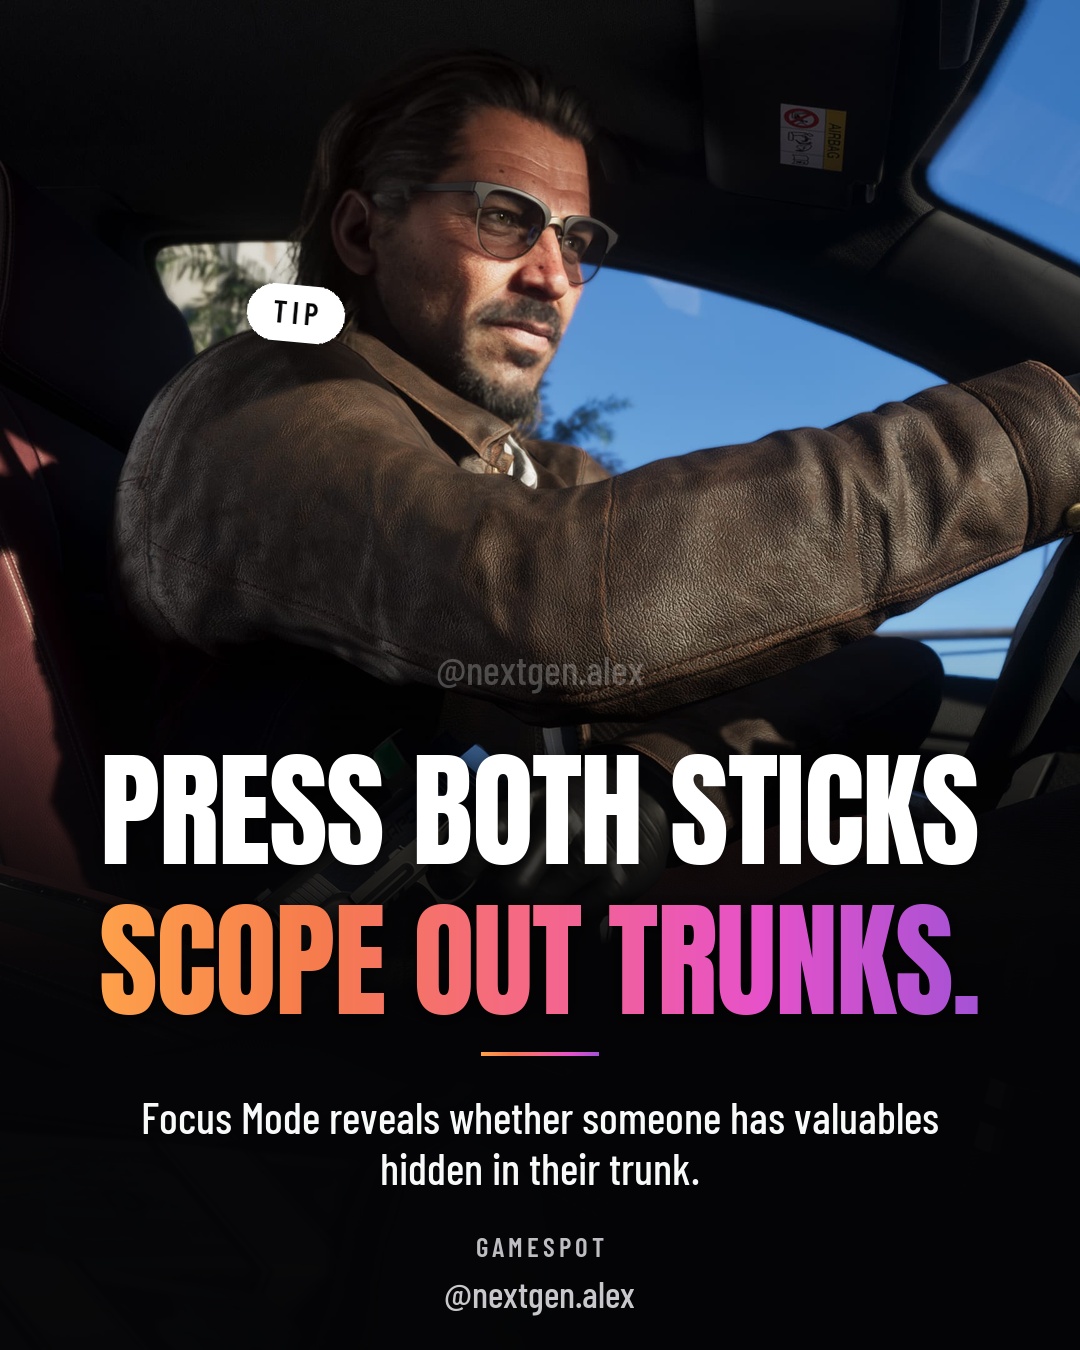 AIRBAG
TIP
@nextgen.alex
PRESS BOTH STICKS
SCOPE OUT TRUNKS.
Focus Mode reveals whether someone has valuables
hidden in their trunk.
GAMESPOT
@nextgen.alex